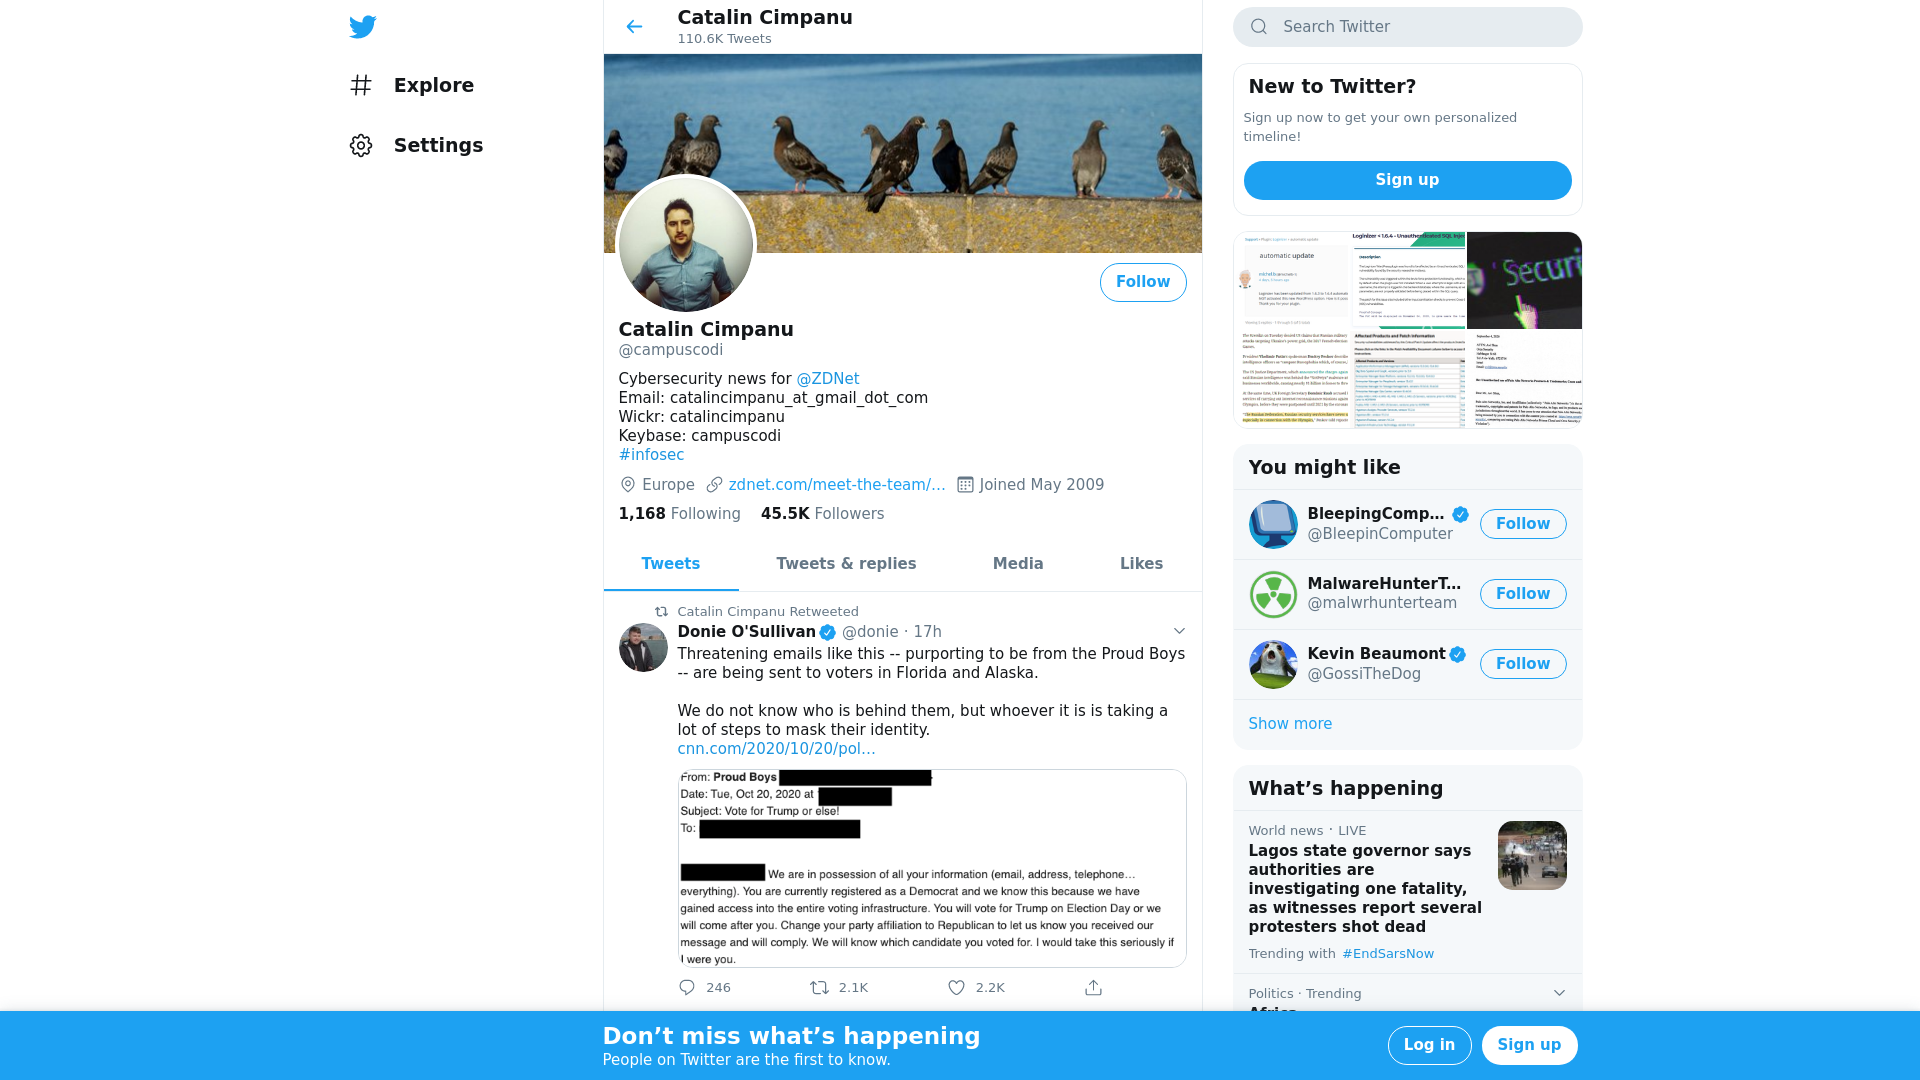 Explore
Settings
Catalin Cimpanu
110.6K Tweets
Follow
Catalin Cimpanu
@campuscodi
Cybersecurity news for @ZDNet
Email: catalincimpanu_at_gmail_dot_com
Wickr: catalincimpanu
Keybase: campuscodi
#infosec
Europe zdnet.com/meet-the-team/… Joined May 2009
1,168 Following 45.5K Followers
Tweets Tweets & replies Media Likes
Catalin Cimpanu Retweeted
Donie O'Sullivan @donie · 17h
Threatening emails like this -- purporting to be from the Proud Boys
-- are being sent to voters in Florida and Alaska.
We do not know who is behind them, but whoever it is is taking a
lot of steps to mask their identity.
cnn.com/2020/10/20/pol…
From: Proud Boys
Date: Tue, Oct 20, 2020 at
Subject: Vote for Trump or else!
To:
We are in possession of all your information (email, address, telephone…
everything). You are currently registered as a Democrat and we know this because we have
gained access into the entire voting infrastructure. You will vote for Trump on Election Day or we
will come after you. Change your party affiliation to Republican to let us know you received our
message and will comply. We will know which candidate you voted for. I would take this seriously if
I were you.
246 2.1K 2.2K
Search Twitter
New to Twitter?
Sign up now to get your own personalized
timeline!
Sign up
automatic update
Description
Securi
Affected Products and Patch Information
You might like
BleepingComp…
@BleepinComputer
Follow
MalwareHunterT…
@malwrhunterteam
Follow
Kevin Beaumont
@GossiTheDog
Follow
Show more
What’s happening
World news · LIVE
Lagos state governor says
authorities are
investigating one fatality,
as witnesses report several
protesters shot dead
Trending with #EndSarsNow
Politics · Trending
Africa
Don’t miss what’s happening
People on Twitter are the first to know.
Log in
Sign up